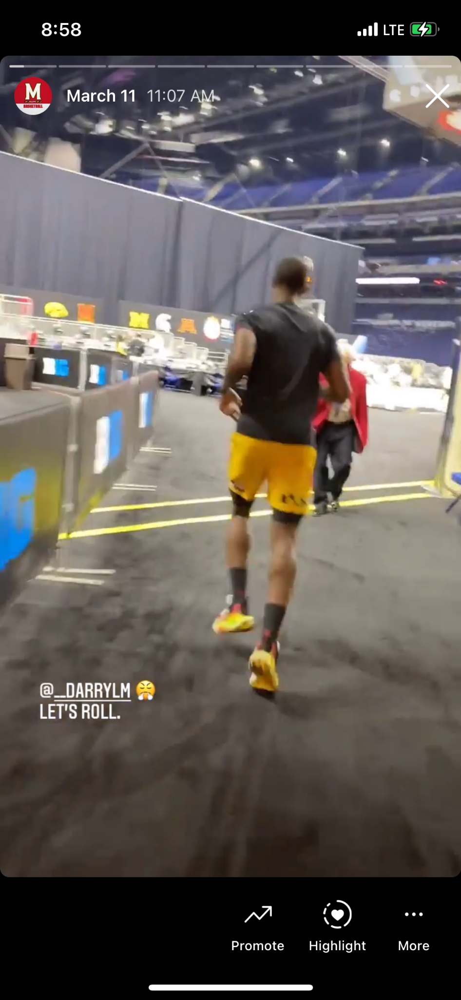 8:58 LTE
M
BASKETBALL
March 11 11:07 AM
@__DARRYLM 😤
LET'S ROLL.
Promote Highlight More